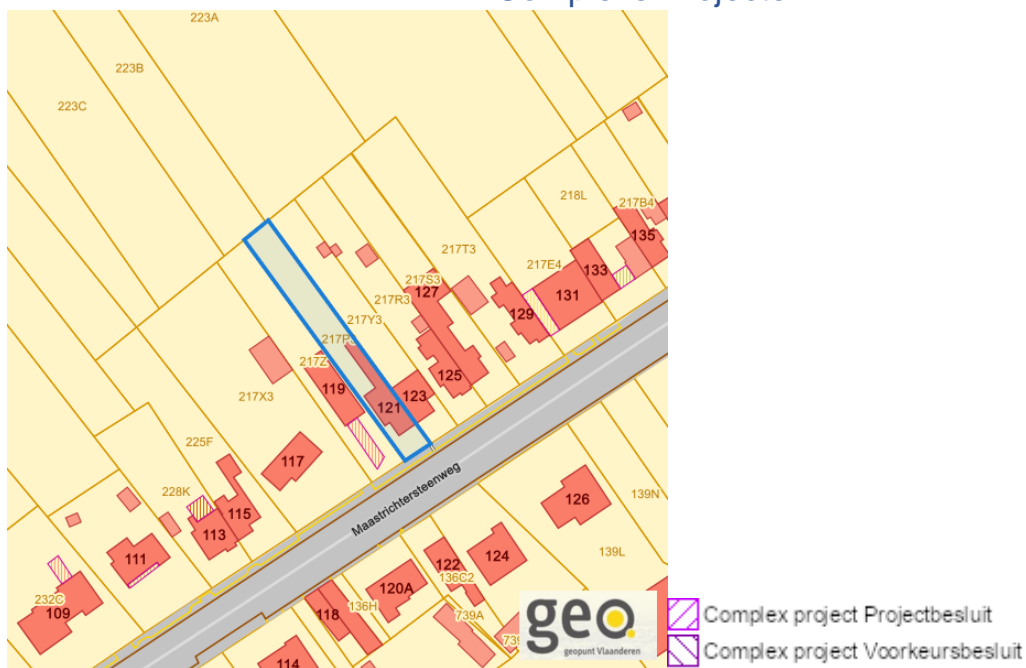 223A
223B
223C
218L
217B4
135
217T3
217E4
133
217S3
127
131
217R3
129
217Y3
217P3
217Z
119
125
123
121
217X3
225F
117
228K
115
113
111
232C
109
Maastrichtersteenweg
126
139N
139L
124
122
136C2
120A
739A
118
136H
114
geo.
geopunt Vlaanderen
Complex project Projectbesluit
Complex project Voorkeursbesluit